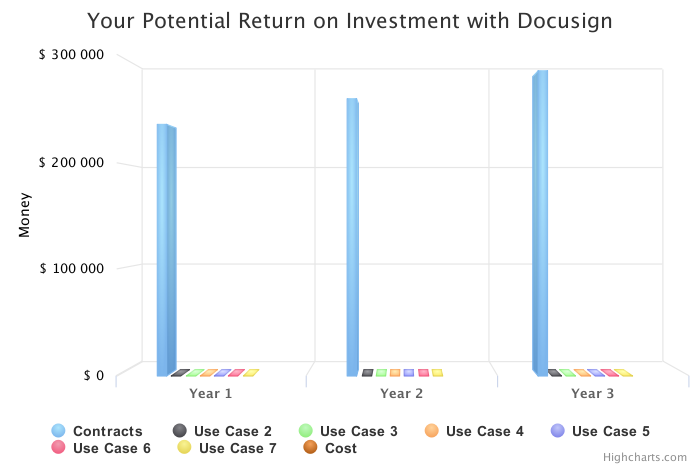 Your Potential Return on Investment with Docusign
$ 300 000
$ 200 000
Money
$ 100 000
$ 0
Year 1 Year 2 Year 3
Contracts Use Case 2 Use Case 3 Use Case 4 Use Case 5
Use Case 6 Use Case 7 Cost
Highcharts.com